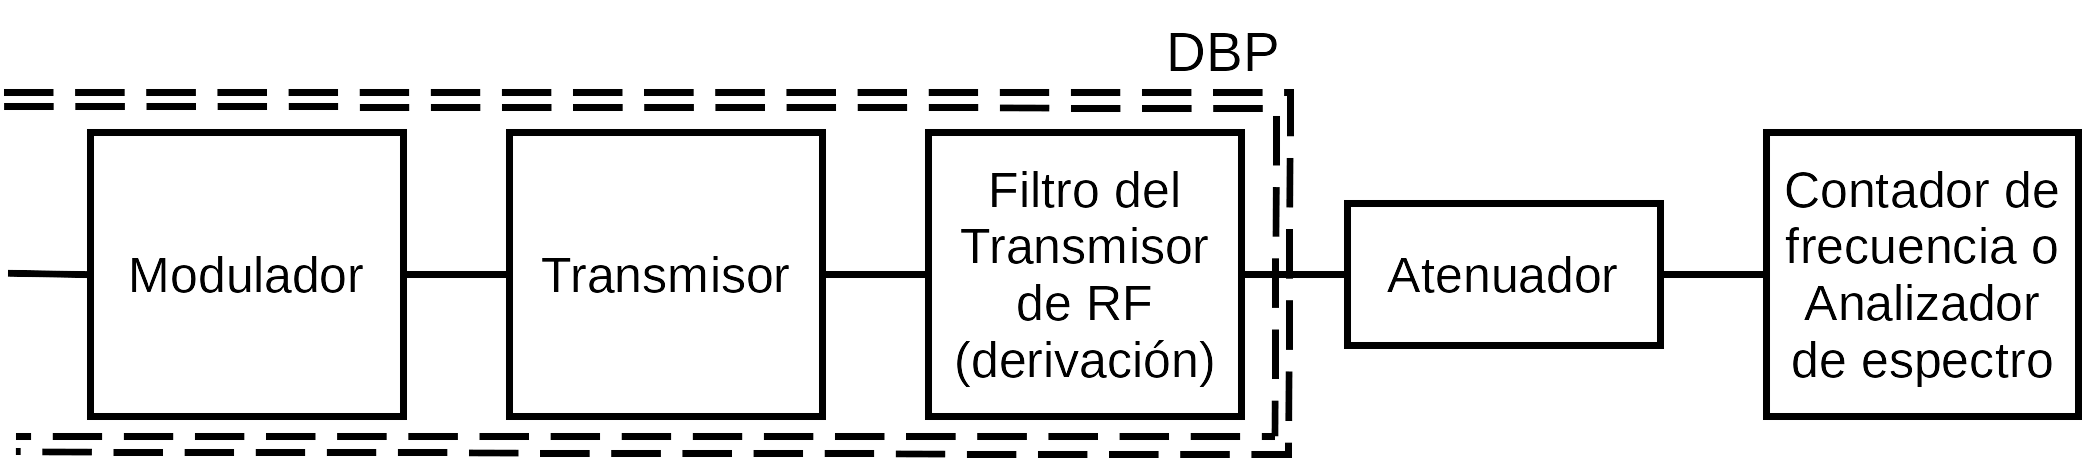 DBP
Modulador
Transmisor
Filtro del
Transmisor
de RF
(derivación)
Atenuador
Contador de
frecuencia o
Analizador
de espectro